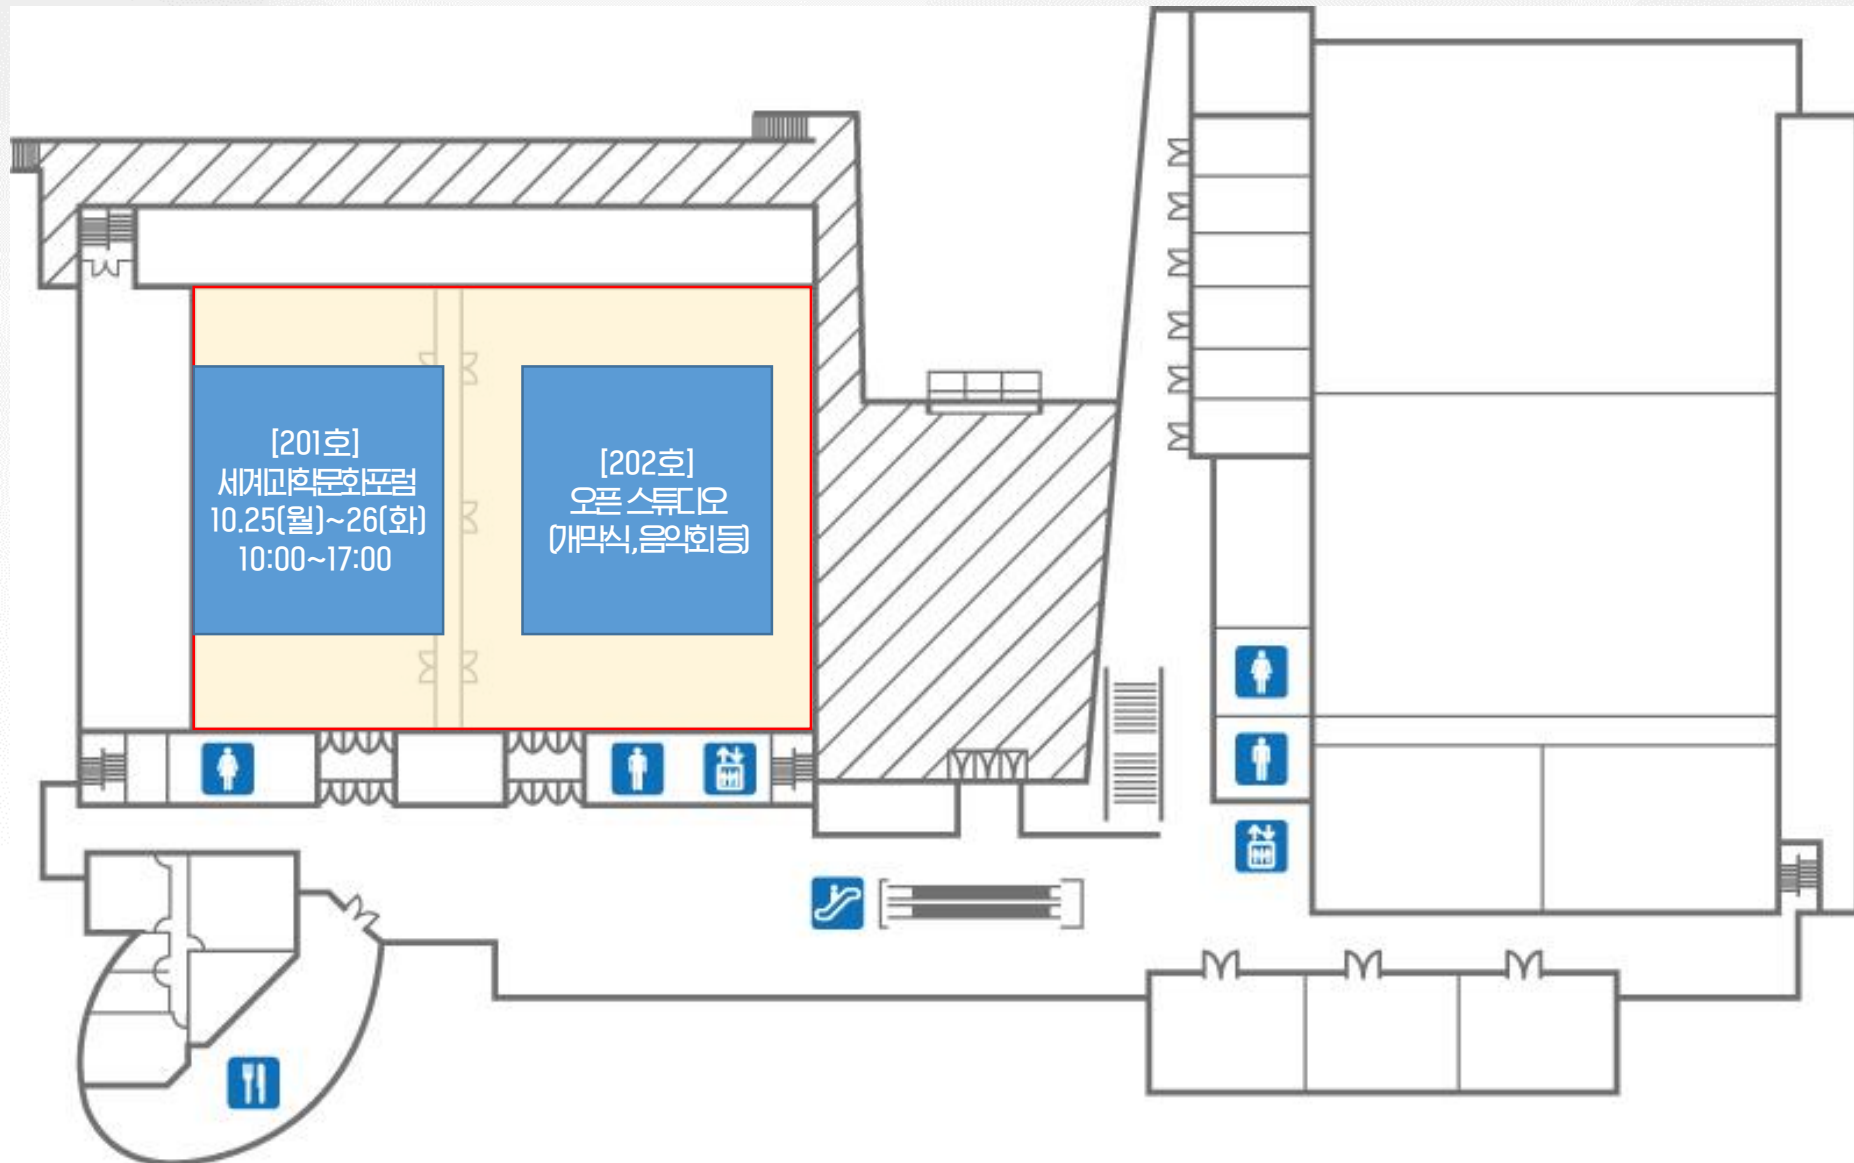 [201호]
세계과학문화포럼
10.25(월)~26(화)
10:00~17:00
[202호]
오픈 스튜디오
(개막식,음악회 등)